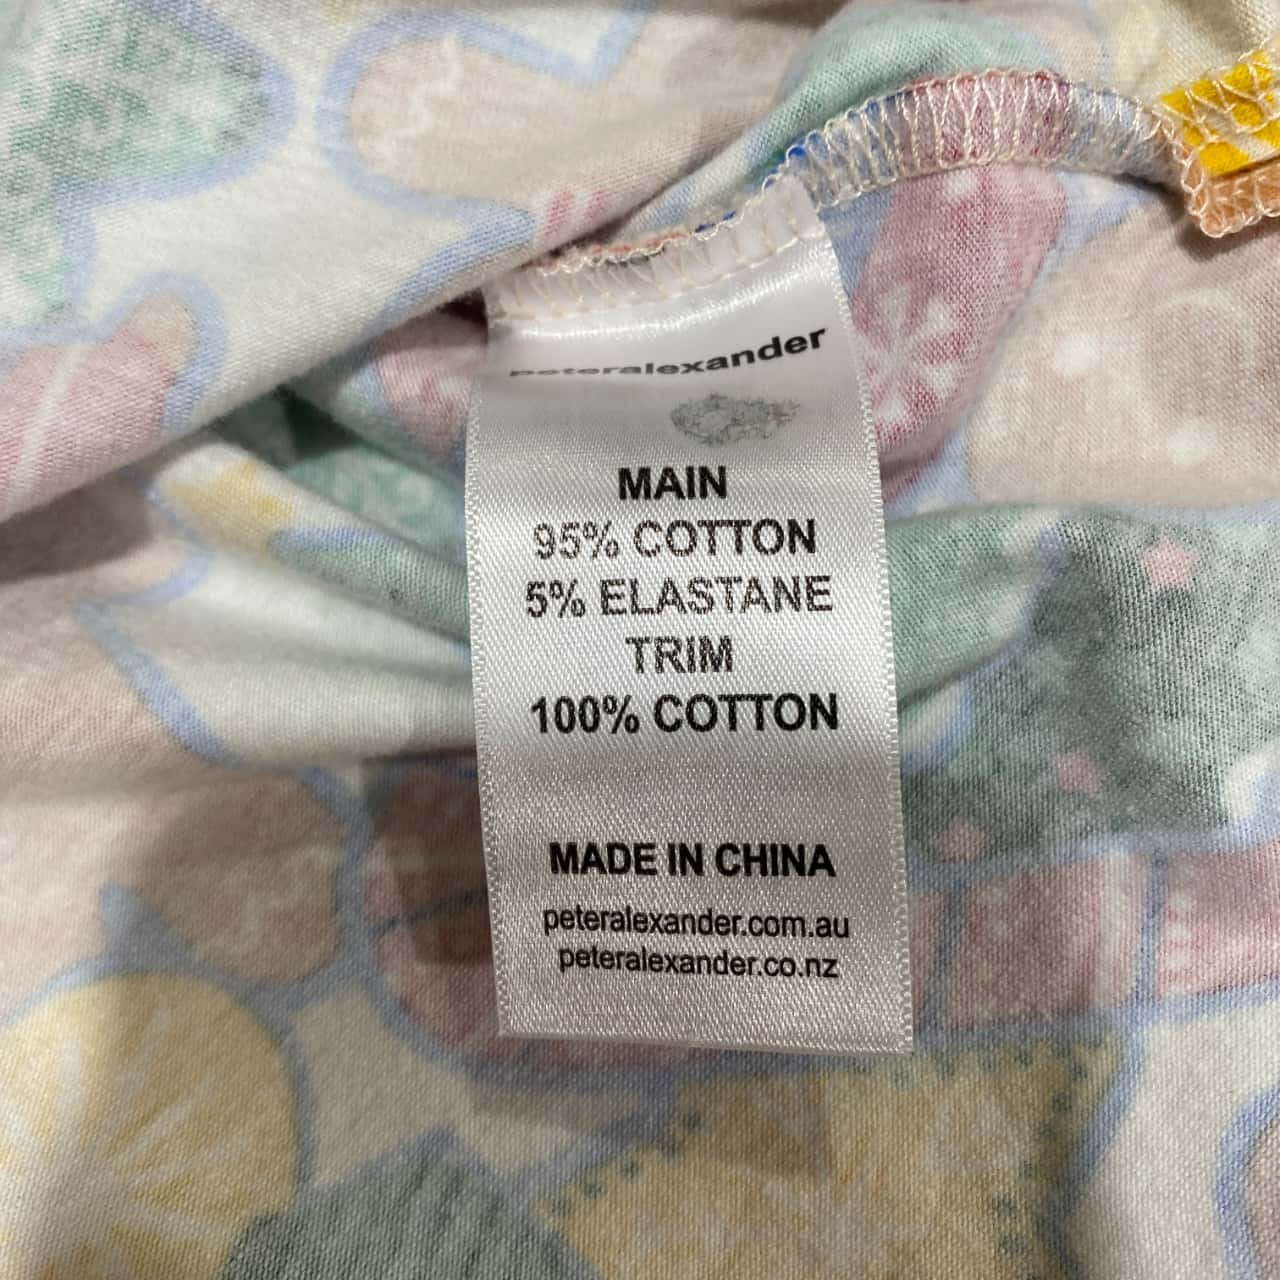 peteralexander
MAIN
95% COTTON
5% ELASTANE
TRIM
100% COTTON
MADE IN CHINA
peteralexander.com.au
peteralexander.co.nz